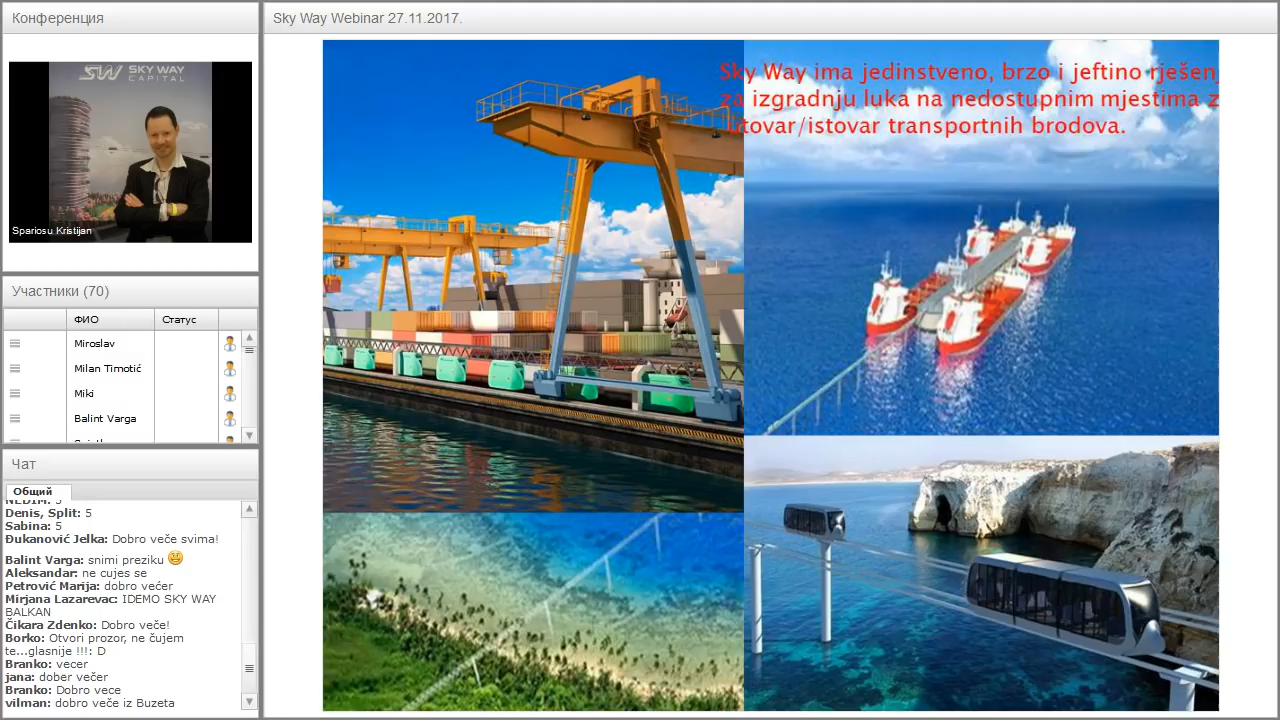 Конференция
SKY WAY
CAPITAL
Spariosu Kristijan
Участники (70)
ФИО Статус
Miroslav
Milan Timotić
Miki
Balint Varga
Чат
Общий
Denis, Split: 5
Sabina: 5
Đukanović Jelka: Dobro veče svima!
Balint Varga: snimi preziku
Aleksandar: ne cujes se
Petrović Marija: dobro većer
Mirjana Lazarevac: IDEMO SKY WAY
BALKAN
Čikara Zdenko: Dobro veče!
Borko: Otvori prozor, ne čujem
te...glasnije !!!: D
Branko: vecer
jana: dobar večer
Branko: Dobro vece
vilman: dobro veče iz Buzeta
Sky Way Webinar 27.11.2017.
Sky Way ima jedinstveno, brzo i jeftino rješenj
za izgradnju luka na nedostupnim mjestima z
utovar/istovar transportnih brodova.